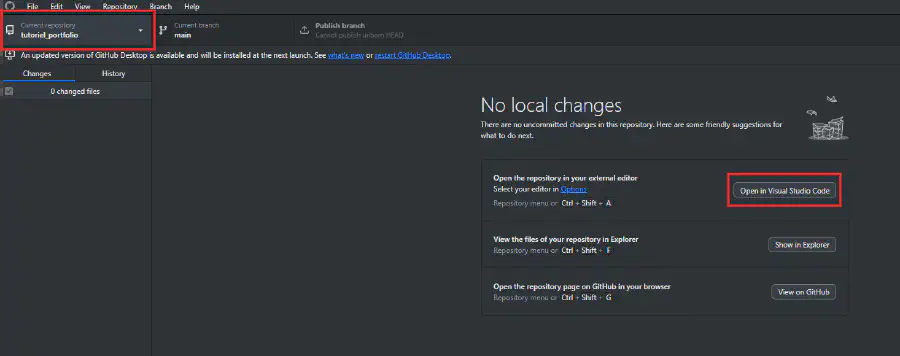 File Edit View Repository Branch Help
Current repository
tutoriel_portfolio
Current branch
main
Publish branch
Cannot publish unborn HEAD
An updated version of GitHub Desktop is available and will be installed at the next launch. See what's new or restart GitHub Desktop.
Changes History
0 changed files
No local changes
There are no uncommitted changes in this repository. Here are some friendly suggestions for
what to do next.
Open the repository in your external editor
Select your editor in Options
Repository menu or Ctrl + Shift + A
Open in Visual Studio Code
View the files of your repository in Explorer
Repository menu or Ctrl + Shift + F
Show in Explorer
Open the repository page on GitHub in your browser
Repository menu or Ctrl + Shift + G
View on GitHub